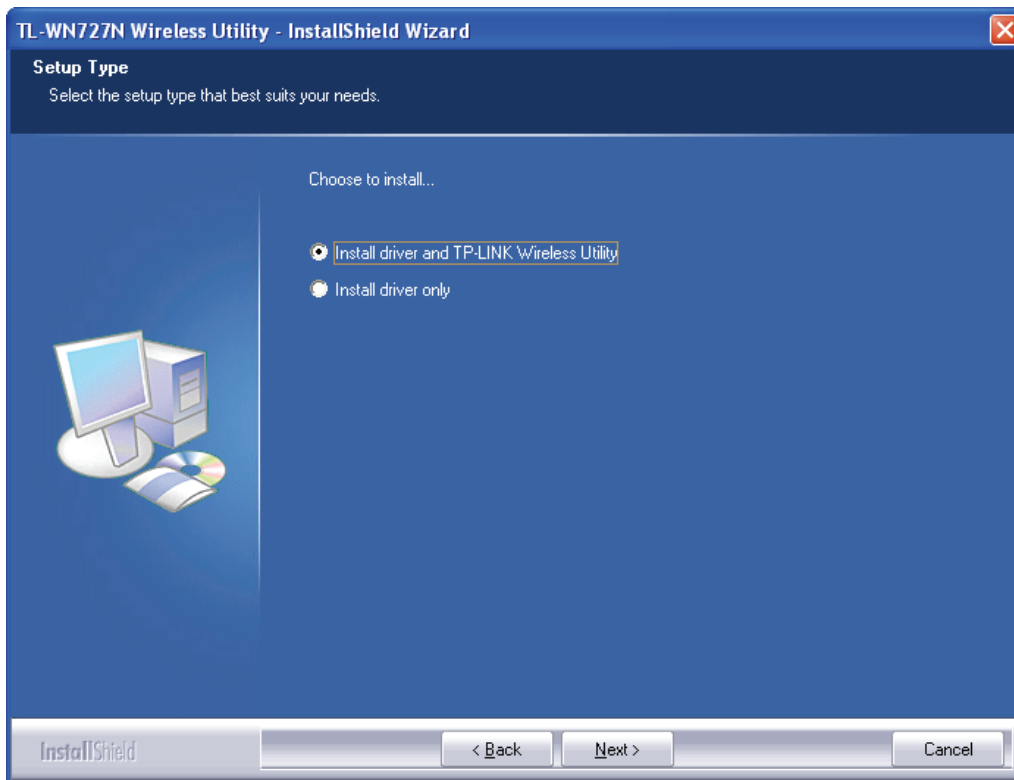 TL-WN727N Wireless Utility - InstallShield Wizard
Setup Type
Select the setup type that best suits your needs.
Choose to install...
Install driver and TP-LINK Wireless Utility
Install driver only
InstallShield
< Back
Next >
Cancel